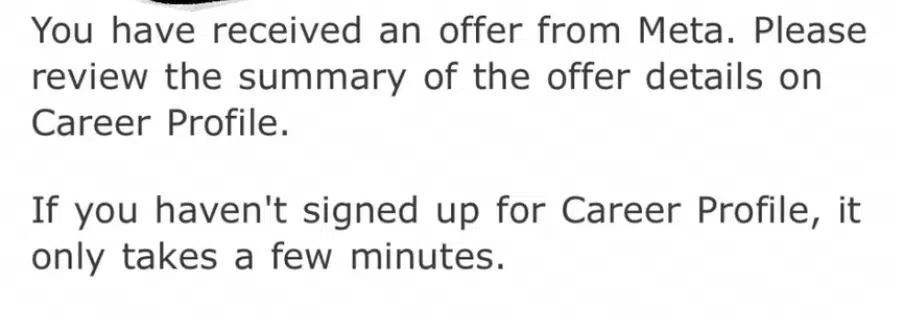 You have received an offer from Meta. Please
review the summary of the offer details on
Career Profile.
If you haven't signed up for Career Profile, it
only takes a few minutes.